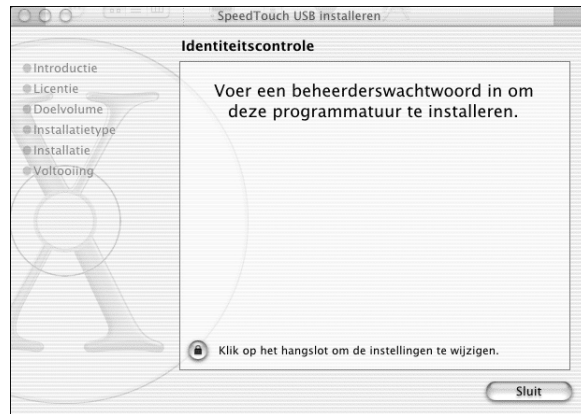 SpeedTouch USB installeren
Identiteitscontrole
Introductie
Licentie
Doelvolume
Installatietype
Installatie
Voltooiing
Voer een beheerderswachtwoord in om
deze programmatuur te installeren.
Klik op het hangslot om de instellingen te wijzigen.
Sluit